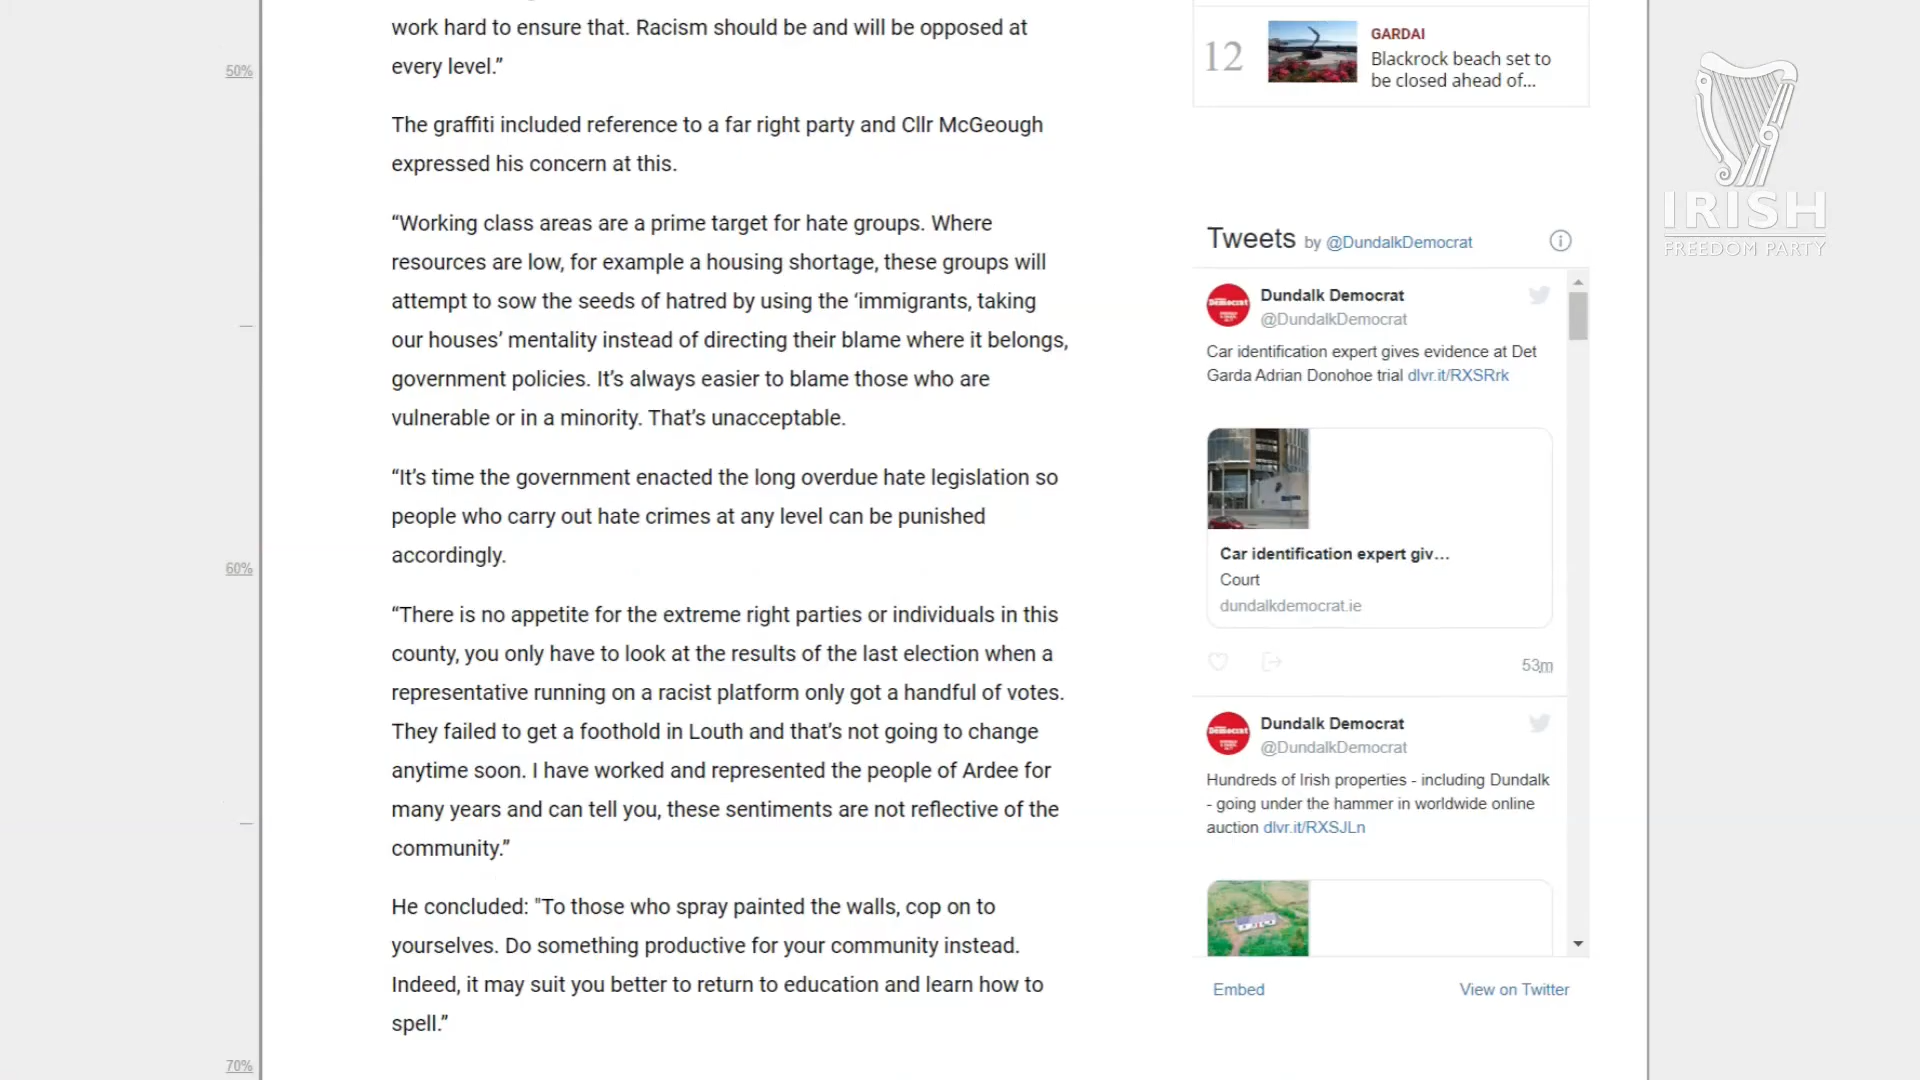 work hard to ensure that. Racism should be and will be opposed at
every level.”
The graffiti included reference to a far right party and Cllr McGeough
expressed his concern at this.
“Working class areas are a prime target for hate groups. Where
resources are low, for example a housing shortage, these groups will
attempt to sow the seeds of hatred by using the ‘immigrants, taking
our houses’ mentality instead of directing their blame where it belongs,
government policies. It’s always easier to blame those who are
vulnerable or in a minority. That’s unacceptable.
“It’s time the government enacted the long overdue hate legislation so
people who carry out hate crimes at any level can be punished
accordingly.
“There is no appetite for the extreme right parties or individuals in this
county, you only have to look at the results of the last election when a
representative running on a racist platform only got a handful of votes.
They failed to get a foothold in Louth and that’s not going to change
anytime soon. I have worked and represented the people of Ardee for
many years and can tell you, these sentiments are not reflective of the
community.”
He concluded: "To those who spray painted the walls, cop on to
yourselves. Do something productive for your community instead.
Indeed, it may suit you better to return to education and learn how to
spell.”
50%
60%
70%
12
GARDAI
Blackrock beach set to
be closed ahead of...
Tweets by @DundalkDemocrat
Democrat
Dundalk Democrat
@DundalkDemocrat
Car identification expert gives evidence at Det
Garda Adrian Donohoe trial dlvr.it/RXSRrk
Car identification expert giv…
Court
dundalkdemocrat.ie
53m
Democrat
Dundalk Democrat
@DundalkDemocrat
Hundreds of Irish properties - including Dundalk
- going under the hammer in worldwide online
auction dlvr.it/RXSJLn
Embed
View on Twitter
IRISH
FREEDOM PARTY